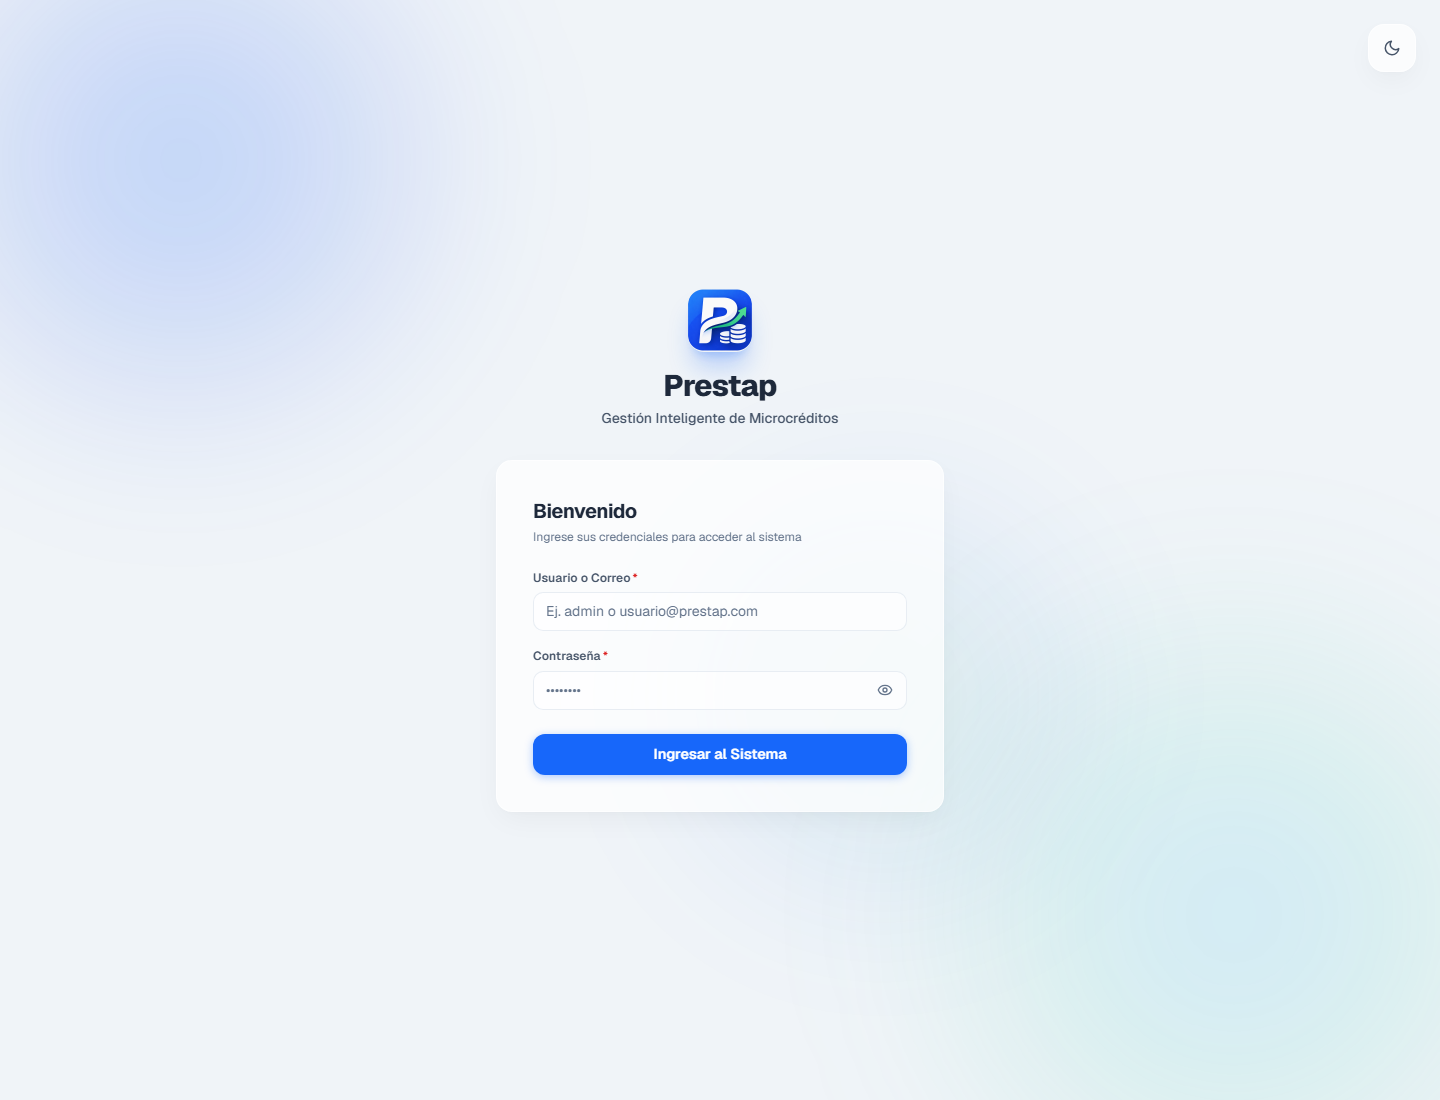 Prestap
Gestión Inteligente de Microcréditos
Bienvenido
Ingrese sus credenciales para acceder al sistema
Usuario o Correo *
Ej. admin o usuario@prestap.com
Contraseña *
••••••••
Ingresar al Sistema